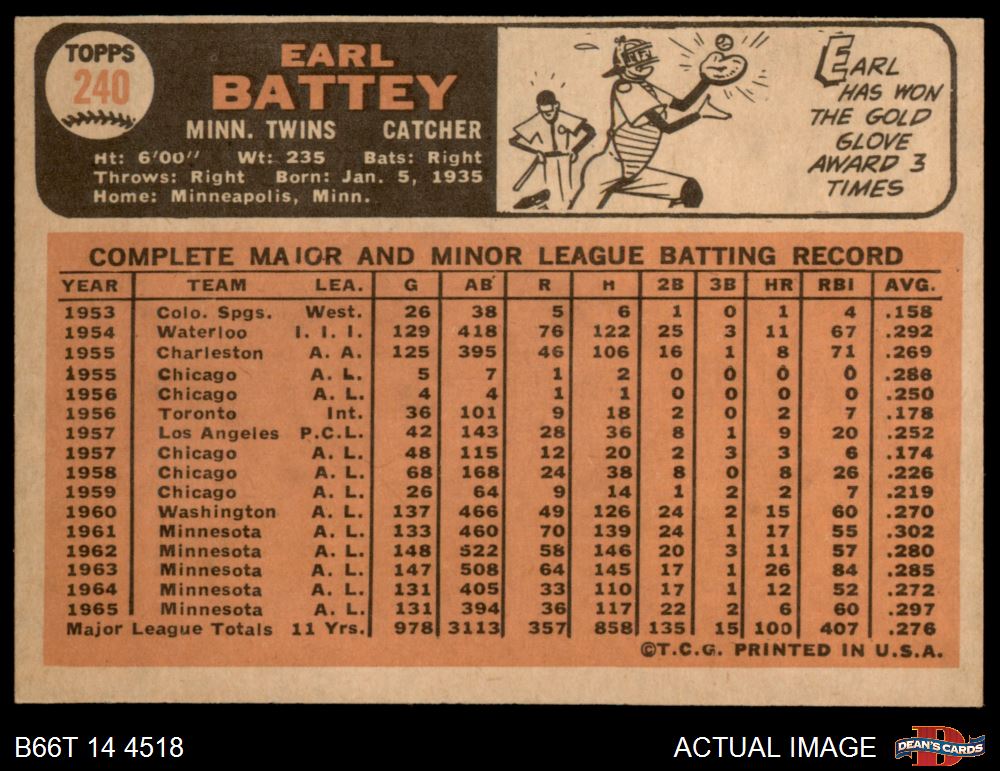 TOPPS
240
EARL
BATTEY
MINN. TWINS CATCHER
Ht: 6'00" Wt: 235 Bats: Right
Throws: Right Born: Jan. 5, 1935
Home: Minneapolis, Minn.
EARL
HAS WON
THE GOLD
GLOVE
AWARD 3
TIMES
COMPLETE MAJOR AND MINOR LEAGUE BATTING RECORD
YEAR TEAM LEA. G AB R H 2B 3B HR RBI AVG.
1953 Colo. Spgs. West. 26 38 5 6 1 0 1 4 .158
1954 Waterloo I. I. I. 129 418 76 122 25 3 11 67 .292
1955 Charleston A. A. 125 395 46 106 16 1 8 71 .269
1955 Chicago A. L. 5 7 1 2 0 0 0 0 .286
1956 Chicago A. L. 4 4 1 1 0 0 0 0 .250
1956 Toronto Int. 36 101 9 18 2 0 2 7 .178
1957 Los Angeles P.C.L. 42 143 28 36 8 1 9 20 .252
1957 Chicago A. L. 48 115 12 20 2 3 3 6 .174
1958 Chicago A. L. 68 168 24 38 8 0 8 26 .226
1959 Chicago A. L. 26 64 9 14 1 2 2 7 .219
1960 Washington A. L. 137 466 49 126 24 2 15 60 .270
1961 Minnesota A. L. 133 460 70 139 24 1 17 55 .302
1962 Minnesota A. L. 148 522 58 146 20 3 11 57 .280
1963 Minnesota A. L. 147 508 64 145 17 1 26 84 .285
1964 Minnesota A. L. 131 405 33 110 17 1 12 52 .272
1965 Minnesota A. L. 131 394 36 117 22 2 6 60 .297
Major League Totals 11 Yrs. 978 3113 357 858 135 15 100 407 .276
©T.C.G. PRINTED IN U.S.A.
B66T 14 4518 ACTUAL IMAGE DEAN'S CARDS